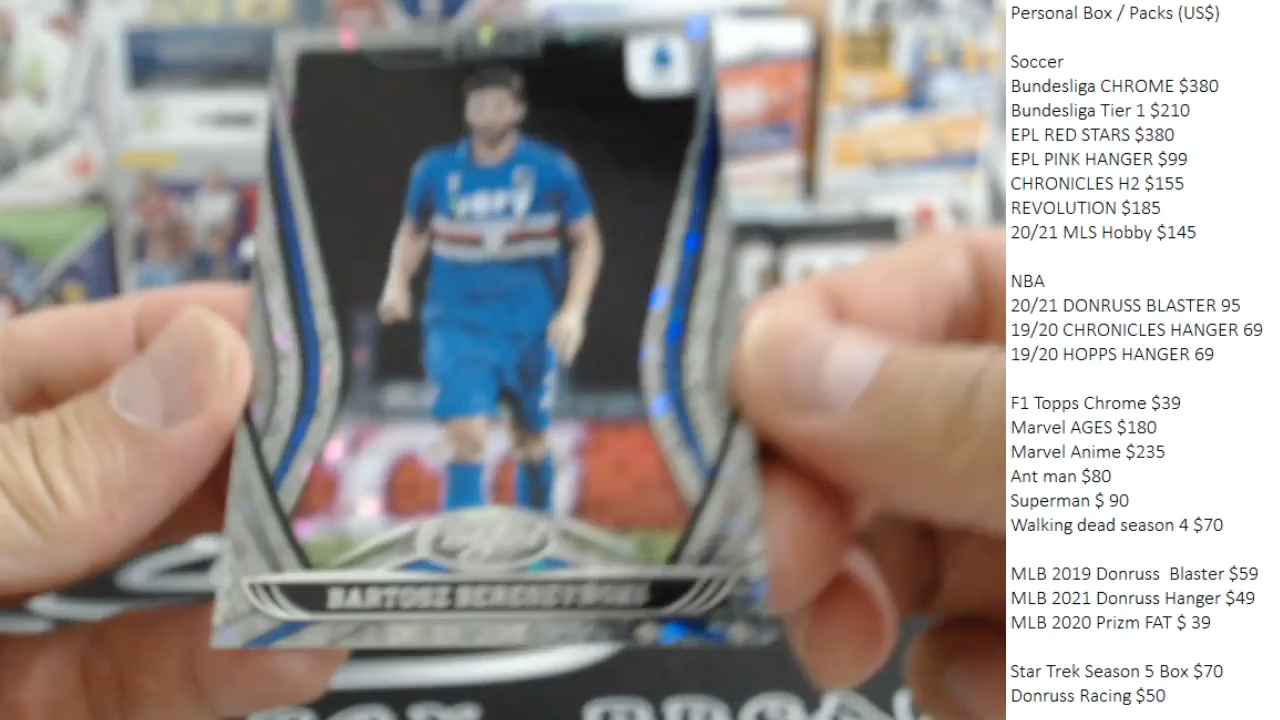 Personal Box / Packs (US$)
Soccer
Bundesliga CHROME $380
Bundesliga Tier 1 $210
EPL RED STARS $380
EPL PINK HANGER $99
CHRONICLES H2 $155
REVOLUTION $185
20/21 MLS Hobby $145
NBA
20/21 DONRUSS BLASTER 95
19/20 CHRONICLES HANGER 69
19/20 HOPPS HANGER 69
F1 Topps Chrome $39
Marvel AGES $180
Marvel Anime $235
Ant man $80
Superman $ 90
Walking dead season 4 $70
MLB 2019 Donruss  Blaster $59
MLB 2021 Donruss Hanger $49
MLB 2020 Prizm FAT $ 39
Star Trek Season 5 Box $70
Donruss Racing $50
BARTOSZ BERESZYNSKI